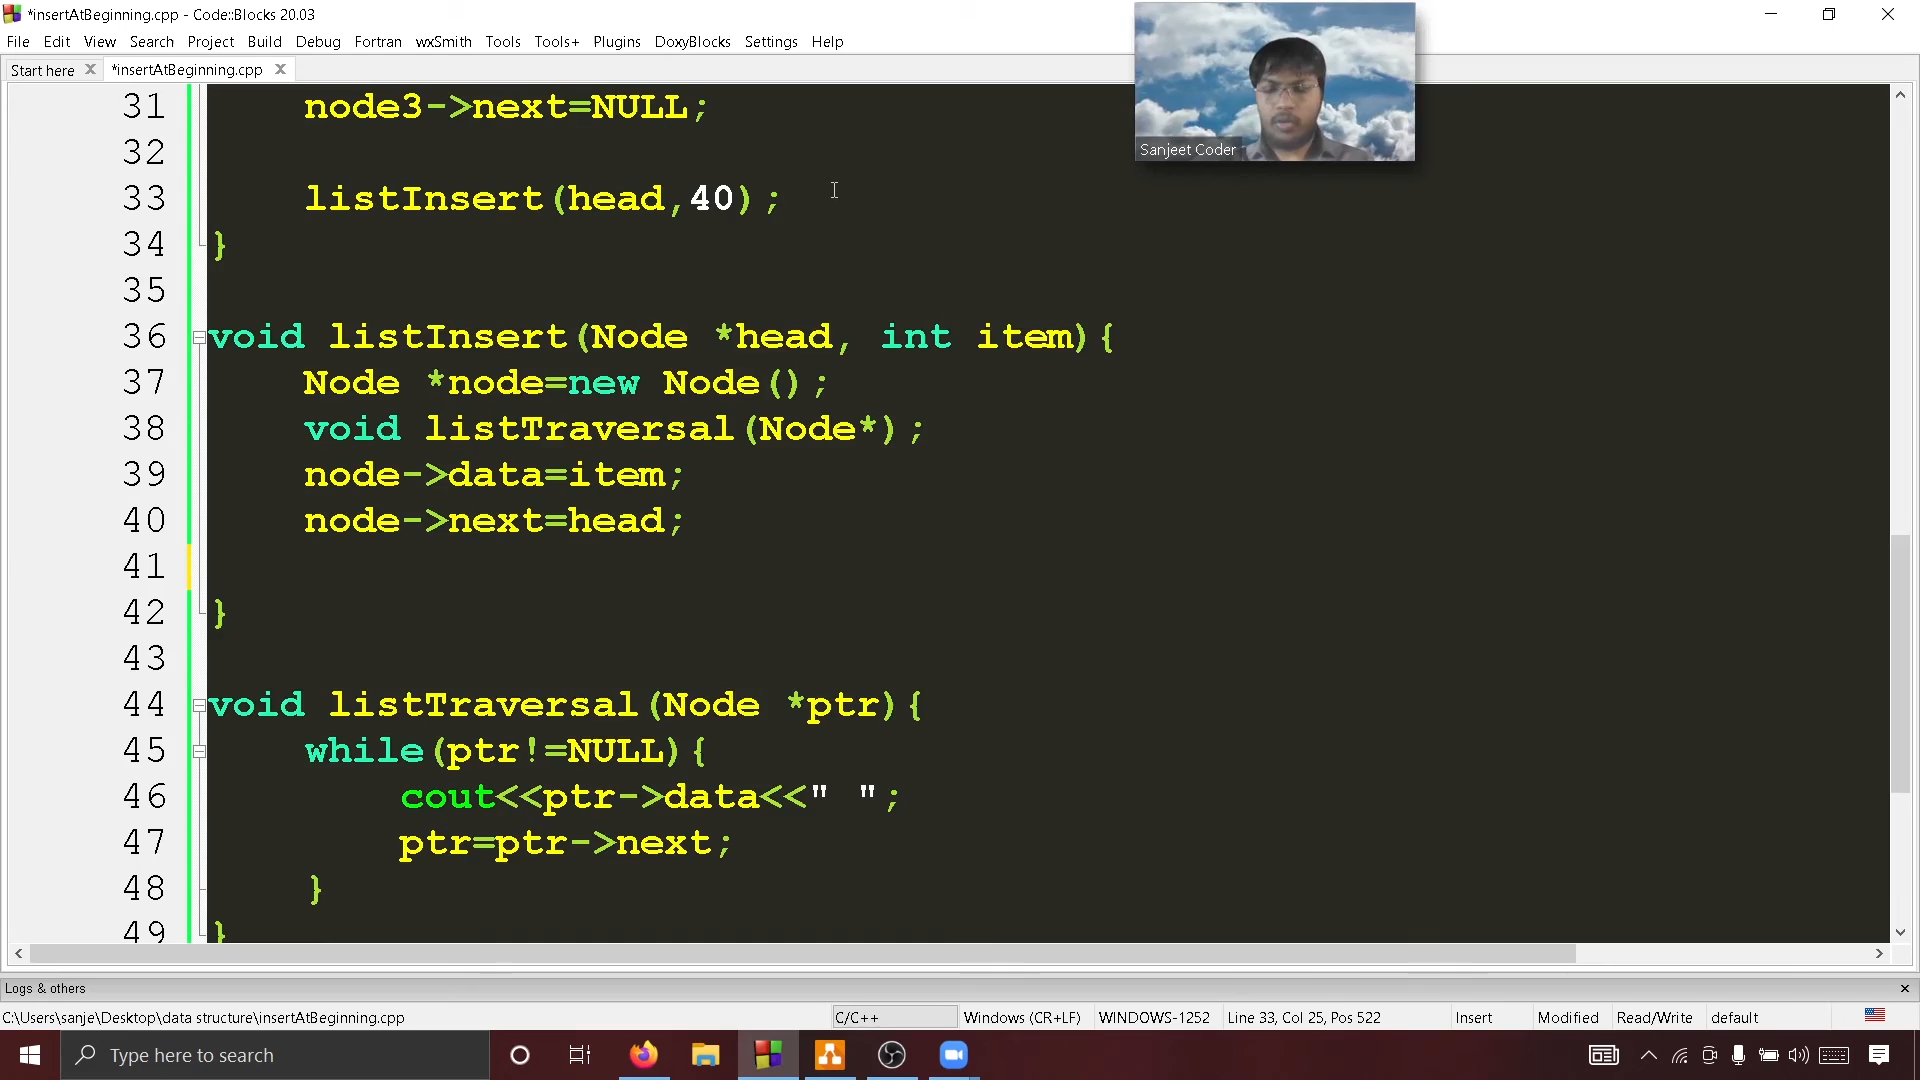 *insertAtBeginning.cpp - Code::Blocks 20.03
File Edit View Search Project Build Debug Fortran wxSmith Tools Tools+ Plugins DoxyBlocks Settings Help
Start here *insertAtBeginning.cpp
Sanjeet Coder
31 node3->next=NULL;
32
33 listInsert(head,40);
34 }
35
36 void listInsert(Node *head, int item){
37 Node *node=new Node();
38 void listTraversal(Node*);
39 node->data=item;
40 node->next=head;
41
42 }
43
44 void listTraversal(Node *ptr){
45 while(ptr!=NULL){
46 cout<<ptr->data<<" ";
47 ptr=ptr->next;
48 }
49 }
Logs & others
C:\Users\sanje\Desktop\data structure\insertAtBeginning.cpp C/C++ Windows (CR+LF) WINDOWS-1252 Line 33, Col 25, Pos 522 Insert Modified Read/Write default
Type here to search